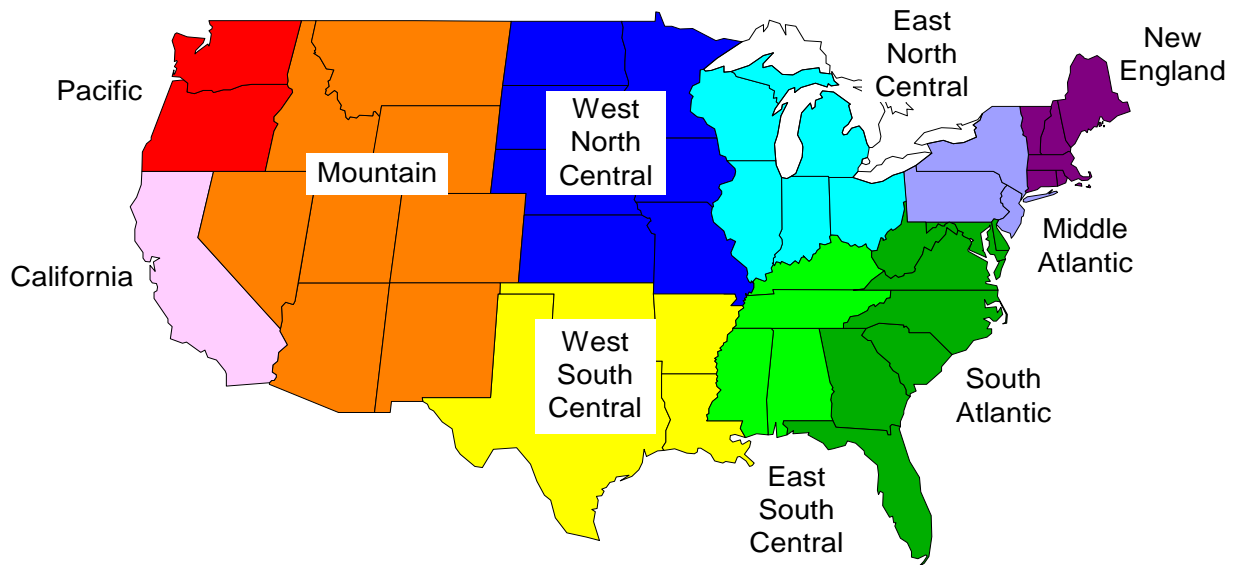 Pacific
California
Mountain
West
North
Central
West
South
Central
East
North
Central
New
England
Middle
Atlantic
South
Atlantic
East
South
Central